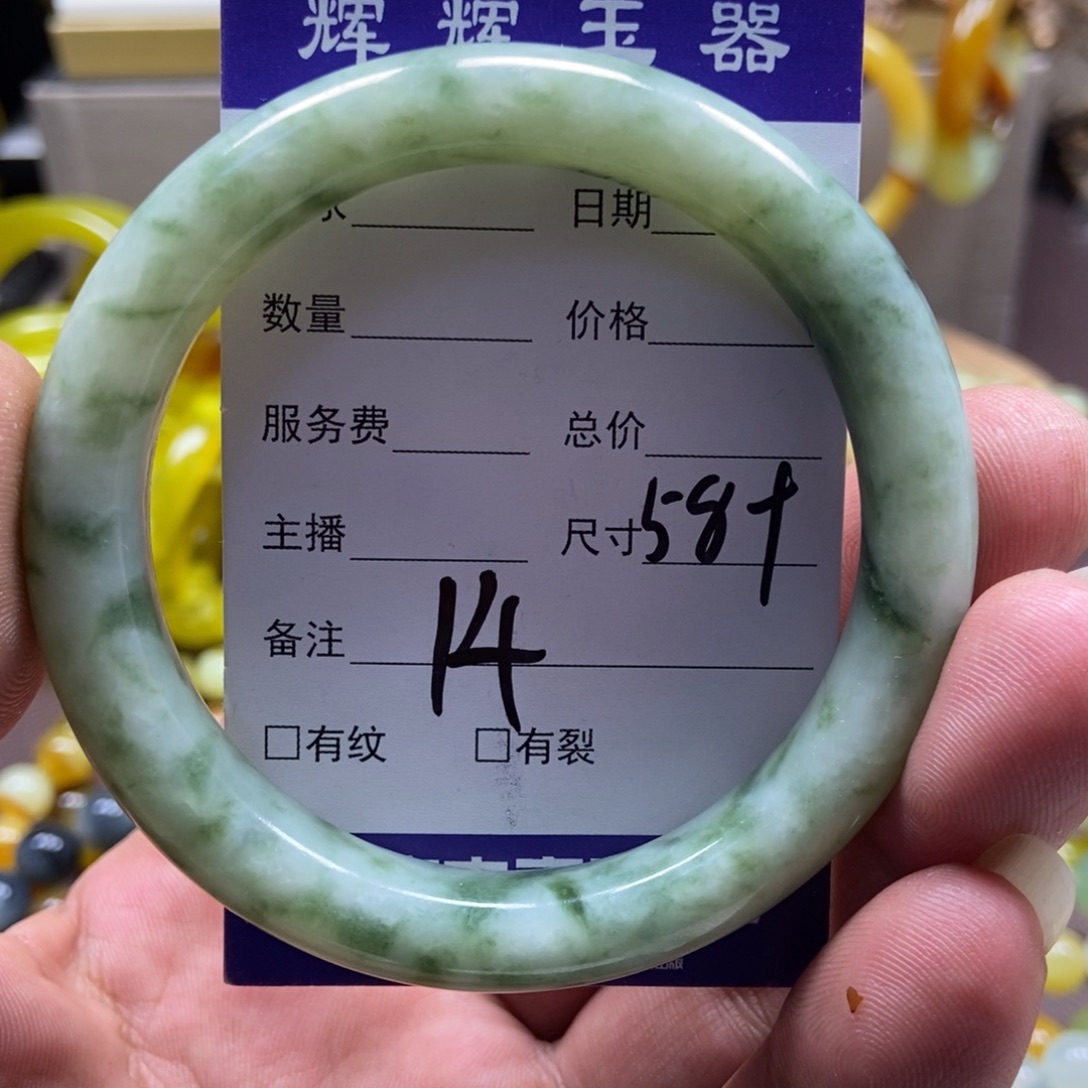 辉辉玉器
日期
数量 价格
服务费 总价
主播 尺寸58+
备注 14
□有纹 □有裂